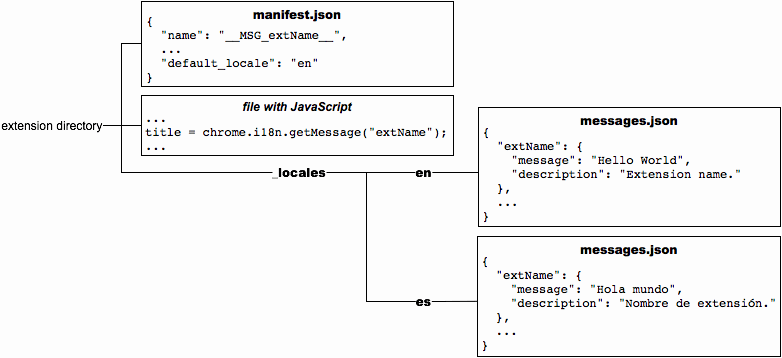 manifest.json
{
  "name": "__MSG_extName__",
  ...
  "default_locale": "en"
}
extension directory
file with JavaScript
...
title = chrome.i18n.getMessage("extName");
...
_locales
en
messages.json
{
  "extName": {
    "message": "Hello World",
    "description": "Extension name."
  },
  ...
}
es
messages.json
{
  "extName": {
    "message": "Hola mundo",
    "description": "Nombre de extensión."
  },
  ...
}